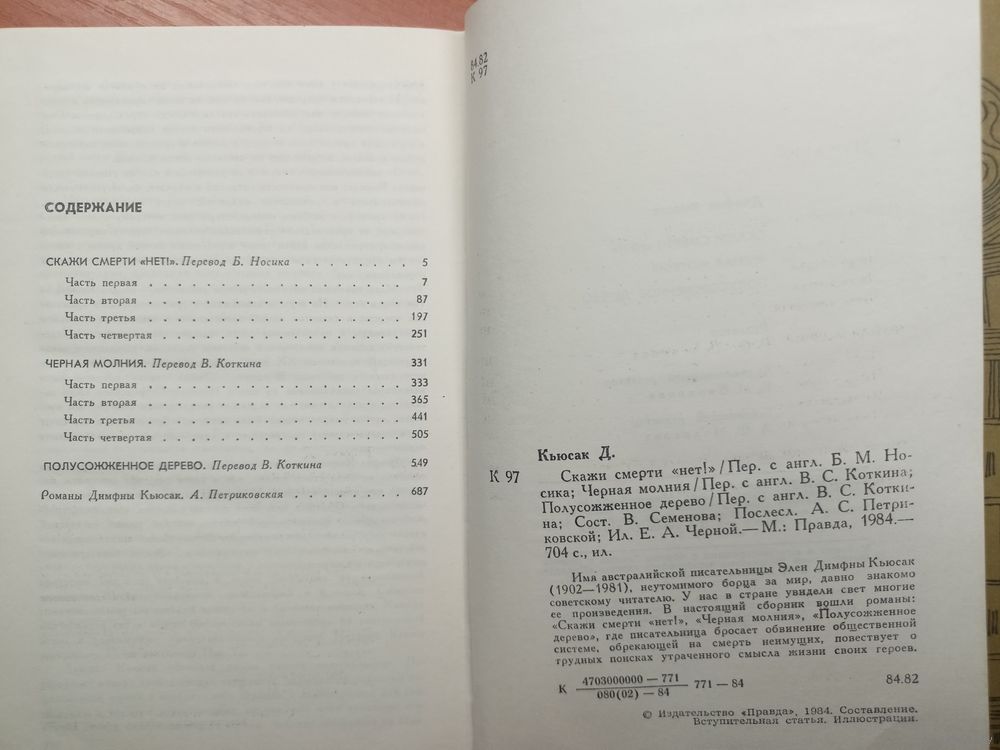 СОДЕРЖАНИЕ
СКАЖИ СМЕРТИ «НЕТ!». Перевод Б. Носика . . . . . . . . 5
Часть первая . . . . . . . . . . . . . . . . . . 7
Часть вторая . . . . . . . . . . . . . . . . . . 87
Часть третья . . . . . . . . . . . . . . . . . . 197
Часть четвертая . . . . . . . . . . . . . . . . . 251
ЧЕРНАЯ МОЛНИЯ. Перевод В. Коткина 331
Часть первая . . . . . . . . . . . . . . . . . . 333
Часть вторая . . . . . . . . . . . . . . . . . . 365
Часть третья . . . . . . . . . . . . . . . . . . 441
Часть четвертая . . . . . . . . . . . . . . . . . 505
ПОЛУСОЖЖЕННОЕ ДЕРЕВО. Перевод В. Коткина 549
Романы Димфны Кьюсак. А. Петриковская . . . . . . . . 687
84.82
К 97
Кьюсак Д.
К 97 Скажи смерти «нет!» / Пер. с англ. Б. М. Но-
сика; Черная молния / Пер. с англ. В. С. Коткина;
Полусожженное дерево / Пер. с англ. В. С. Котки-
на; Сост. В. Семенова; Послесл. А. С. Петри-
ковской; Ил. Е. А. Черной.— М.: Правда, 1984.—
704 с., ил.
Имя австралийской писательницы Элен Димфны Кьюсак
(1902—1981), неутомимого борца за мир, давно знакомо
советскому читателю. У нас в стране увидели свет многие
ее произведения. В настоящий сборник вошли романы:
«Скажи смерти «нет!», «Черная молния», «Полусожженное
дерево», где писательница бросает обвинение общественной
системе, обрекающей на смерть неимущих, повествует о
трудных поисках утраченного смысла жизни своих героев.
4703000000 — 771
К 771 — 84 84.82
080(02) — 84
© Издательство «Правда», 1984. Составление.
Вступительная статья. Иллюстрации.